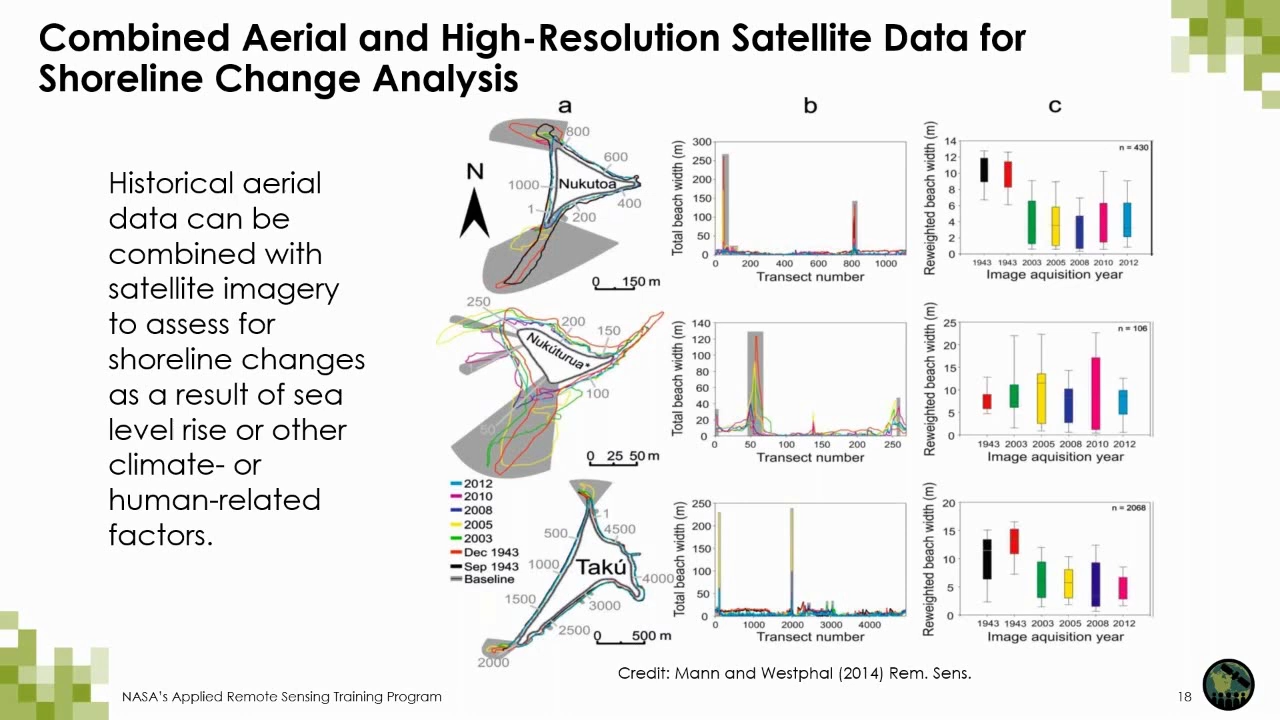 Combined Aerial and High-Resolution Satellite Data for
Shoreline Change Analysis
Historical aerial
data can be
combined with
satellite imagery
to assess for
shoreline changes
as a result of sea
level rise or other
climate- or
human-related
factors.
a
N
800
600
1000
Nukutoa
400
1
200
0 150 m
250
200
150
Nukúturua*
1
100
50
0 25 50 m
2012
2010
2008
2005
2003
Dec 1943
Sep 1943
Baseline
1
500
4500
1000
Takú
4000
1500
3000
2500
0 500 m
2000
b
Total beach width (m)
300
250
200
150
100
50
0
0 200 400 600 800 1000
Transect number
Total beach width (m)
140
120
100
80
60
40
20
0
0 50 100 150 200 250
Transect number
Total beach width (m)
250
200
150
100
50
0
0 1000 2000 3000 4000
Transect number
c
Reweighted beach width (m)
14
12
10
8
6
4
2
0
n = 430
1943 1943 2003 2005 2008 2010 2012
Image aquisition year
Reweighted beach width (m)
25
20
15
10
5
0
n = 106
1943 2003 2005 2008 2010 2012
Image aquisition year
Reweighted beach width (m)
20
15
10
5
0
n = 2068
1943 1943 2003 2005 2008 2012
Image aquisition year
Credit: Mann and Westphal (2014) Rem. Sens.
NASA's Applied Remote Sensing Training Program
18